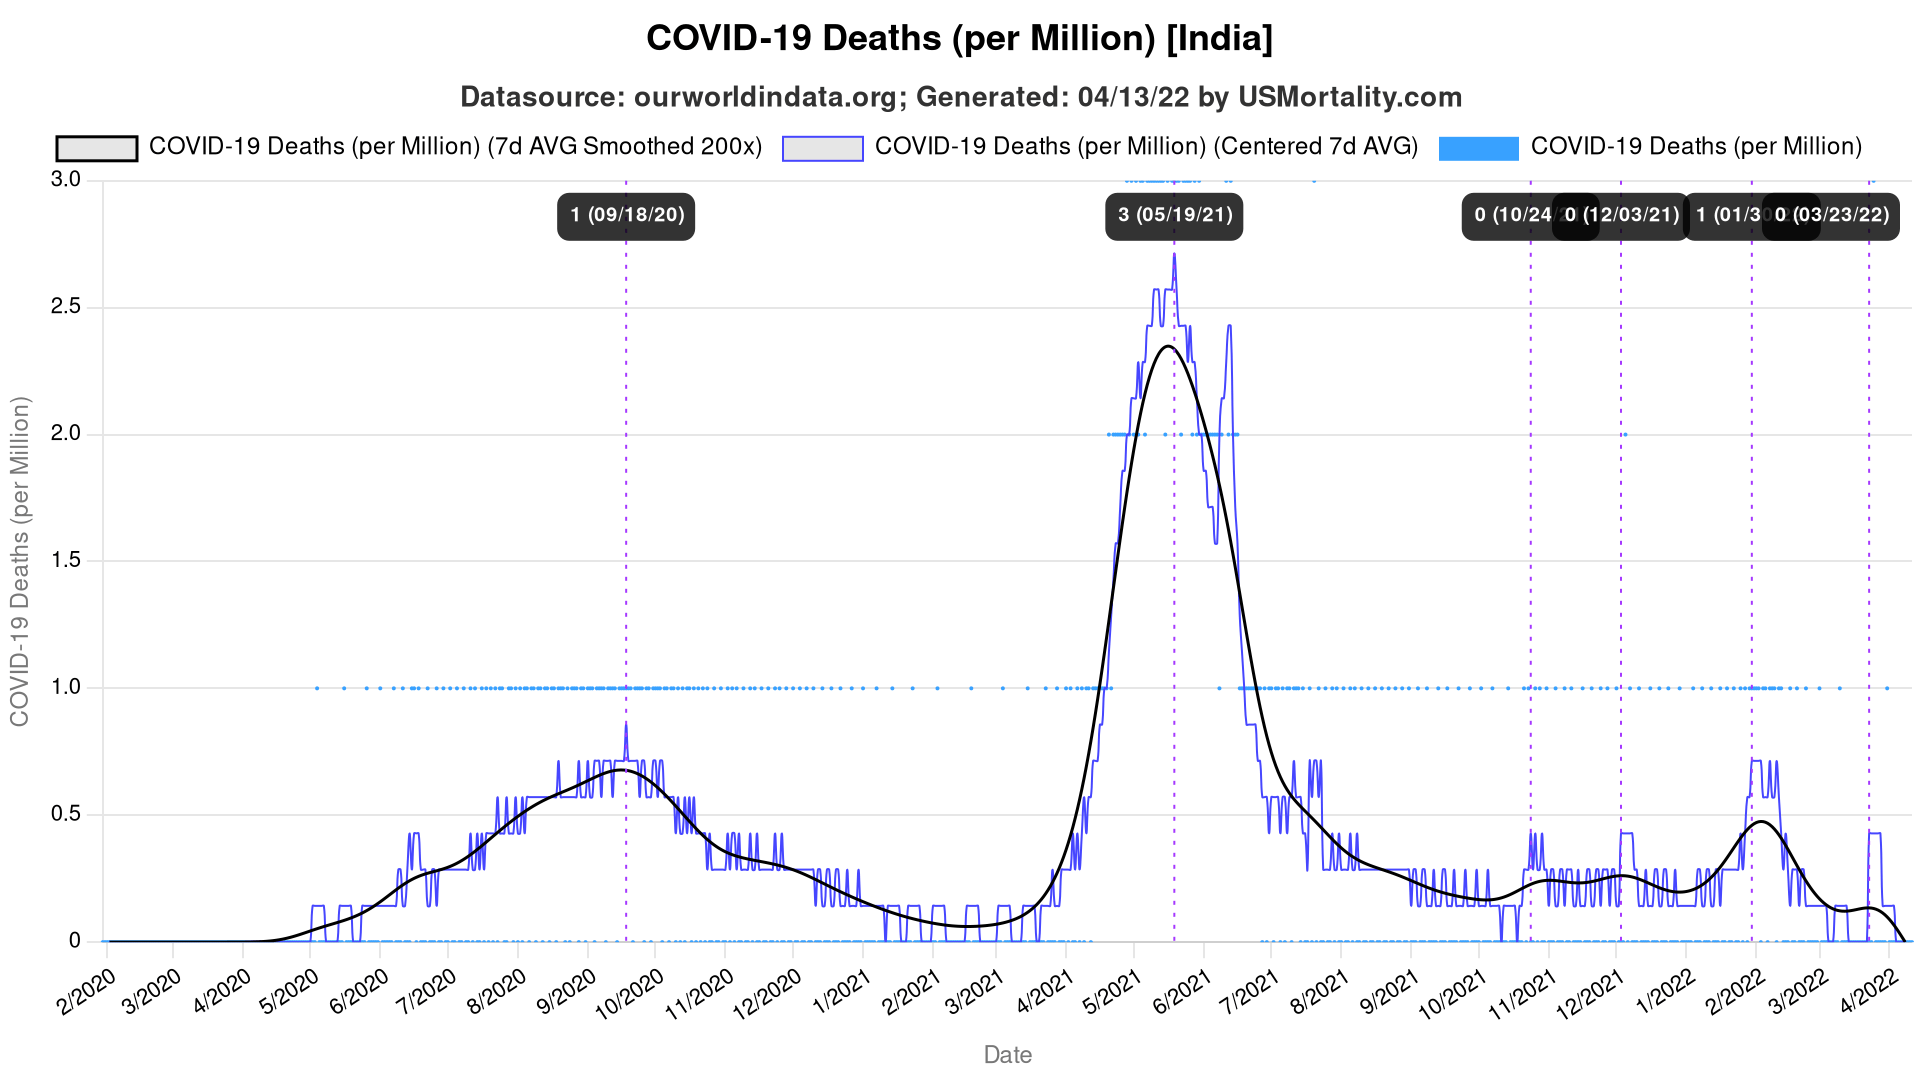 COVID-19 Deaths (per Million) [India]
Datasource: ourworldindata.org; Generated: 04/13/22 by USMortality.com
COVID-19 Deaths (per Million) (7d AVG Smoothed 200x) COVID-19 Deaths (per Million) (Centered 7d AVG) COVID-19 Deaths (per Million)
3.0
1 (09/18/20) 3 (05/19/21) 0 (10/24 0 (12/03/21) 1 (01/3 0 (03/23/22)
2.5
2.0
1.5
1.0
0.5
0
COVID-19 Deaths (per Million)
2/2020 3/2020 4/2020 5/2020 6/2020 7/2020 8/2020 9/2020 10/2020 11/2020 12/2020 1/2021 2/2021 3/2021 4/2021 5/2021 6/2021 7/2021 8/2021 9/2021 10/2021 11/2021 12/2021 1/2022 2/2022 3/2022 4/2022
Date